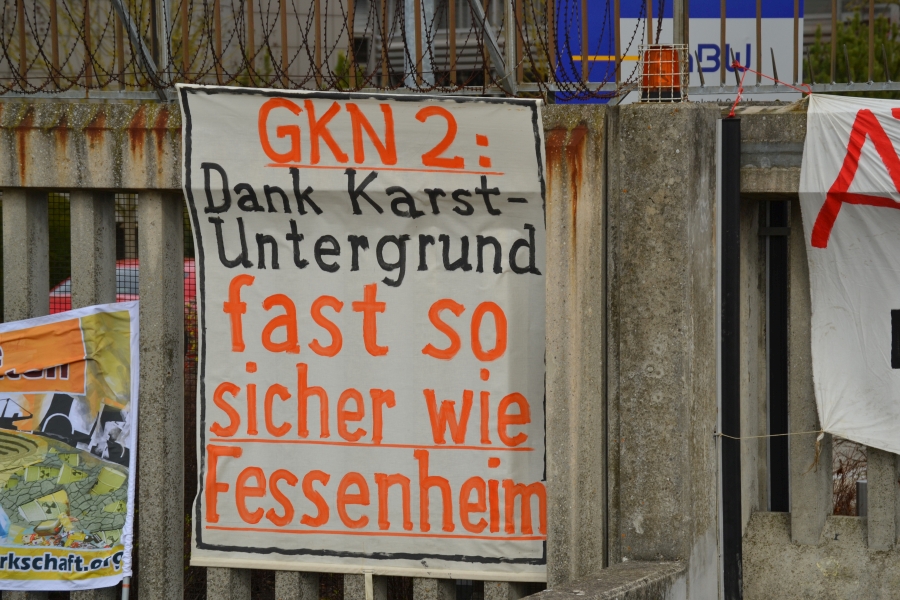 GKN 2:
Dank Karst-
Untergrund
fast so
sicher wie
Fessenheim
rkschaft.org